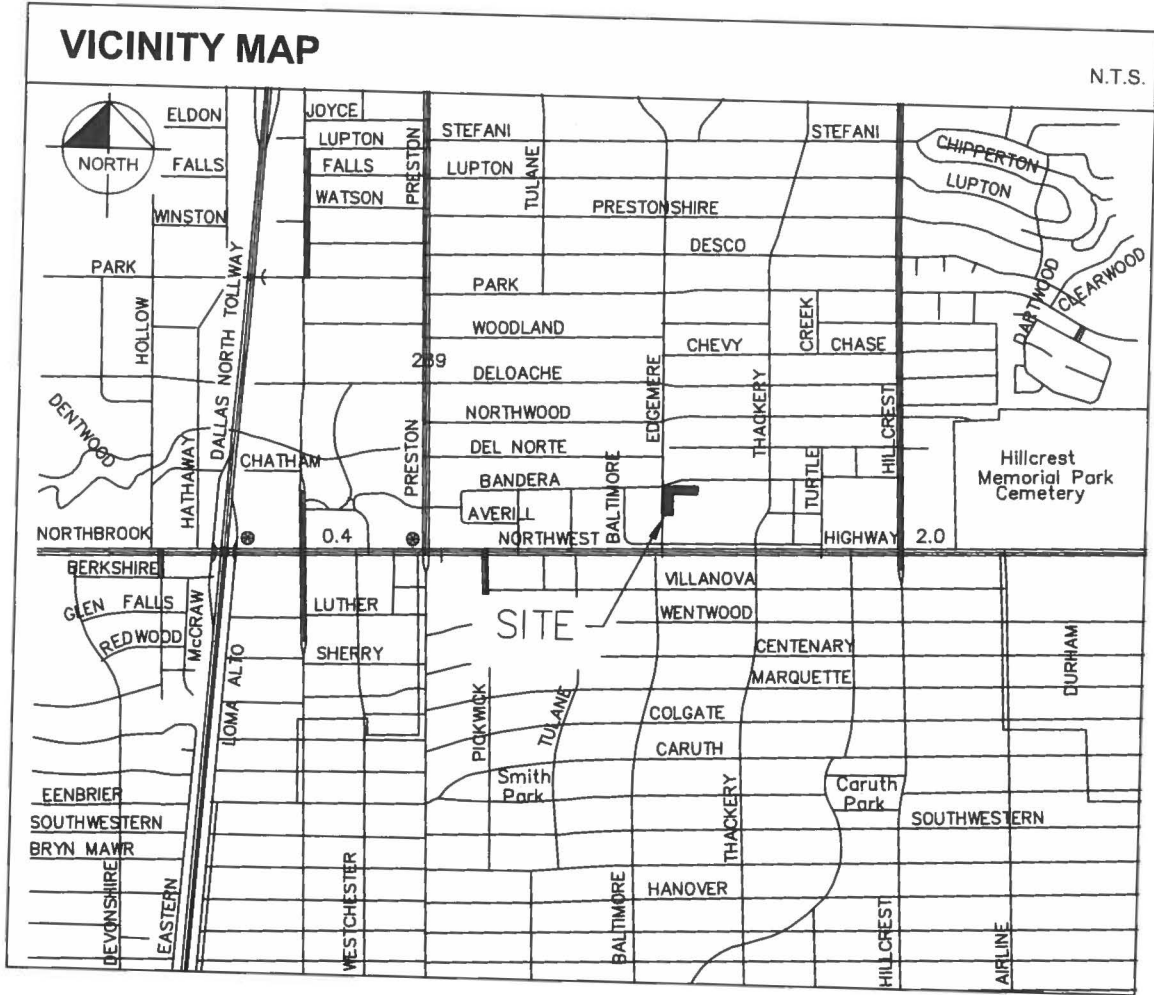 VICINITY MAP
N.T.S.
NORTH
ELDON
JOYCE
LUPTON
STEFANI
STEFANI
FALLS
FALLS
LUPTON
CHIPPERTON
LUPTON
WATSON
PRESTON
TULANE
WINSTON
PRESTONSHIRE
DESCO
PARK
PARK
HOLLOW
DALLAS NORTH TOLLWAY
DARTWOOD
CLEARWOOD
WOODLAND
CREEK
CHEVY
CHASE
289
DELOACHE
EDGEMERE
THACKERY
HILLCREST
DENTWOOD
NORTHWOOD
HATHAWAY
CHATHAM
PRESTON
DEL NORTE
BANDERA
BALTIMORE
TURTLE
Hillcrest
Memorial Park
Cemetery
AVERILL
NORTHBROOK
0.4
NORTHWEST
HIGHWAY
2.0
BERKSHIRE
VILLANOVA
GLEN FALLS
McCRAW
LUTHER
SITE
WENTWOOD
REDWOOD
LOMA ALTO
SHERRY
CENTENARY
MARQUETTE
DURHAM
PICKWICK
TULANE
COLGATE
CARUTH
Smith
Park
THACKERY
Caruth
Park
EENBRIER
SOUTHWESTERN
SOUTHWESTERN
BRYN MAWR
DEVONSHIRE
EASTERN
WESTCHESTER
BALTIMORE
HANOVER
HILLCREST
AIRLINE